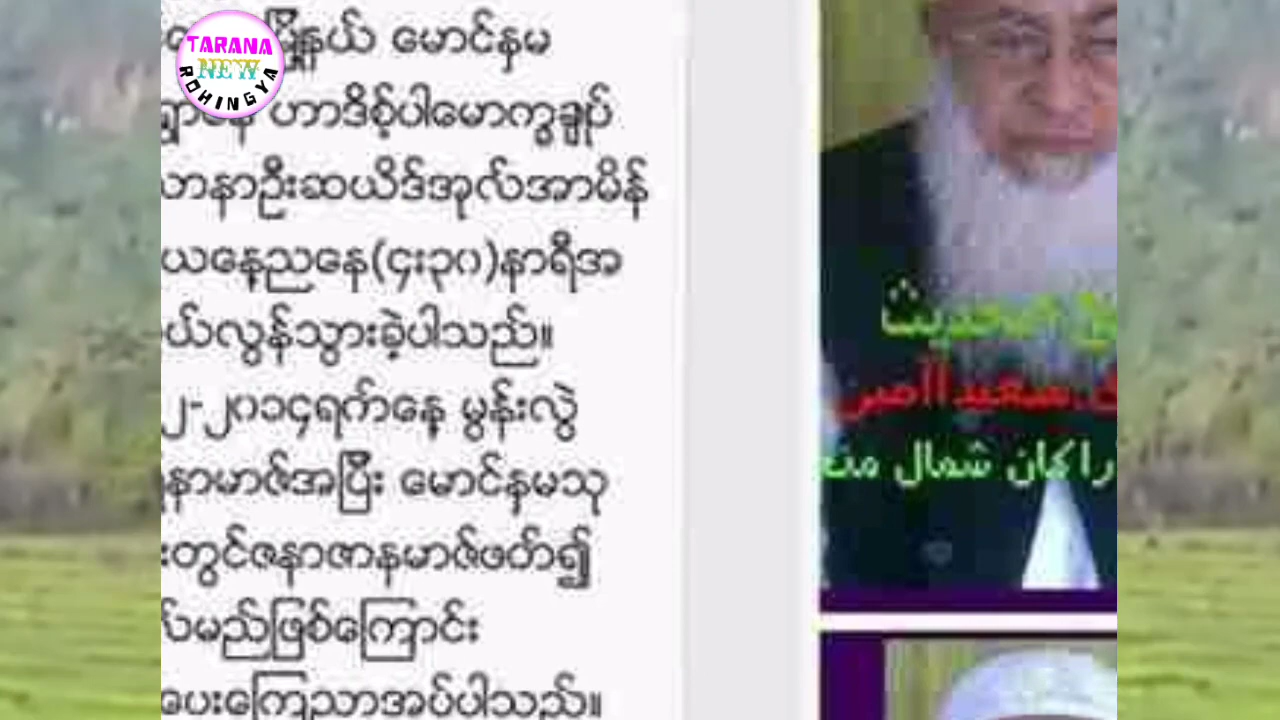 TARANA
NEW
ROHINGYA
မြို့နယ် မောင်နှမ
ဟာဒိစ့်ပါမောက္ခချုပ်
နာဦးဆယိဒ်အုလ်အာမိန်
ယနေ့ညနေ(၄း၃၀)နာရီအ
ယ်လွန်သွားခဲ့ပါသည်။
၂-၂၀၁၄ရက်နေ့ မွန်းလွဲ
နာမာဇ်အပြီး မောင်နှမသု
တွင်ဇနာဇာနမာဇ်ဖတ်၍
မည်ဖြစ်ကြောင်း
ပေးကြေညာအပ်ပါသည်။
راکان شمال